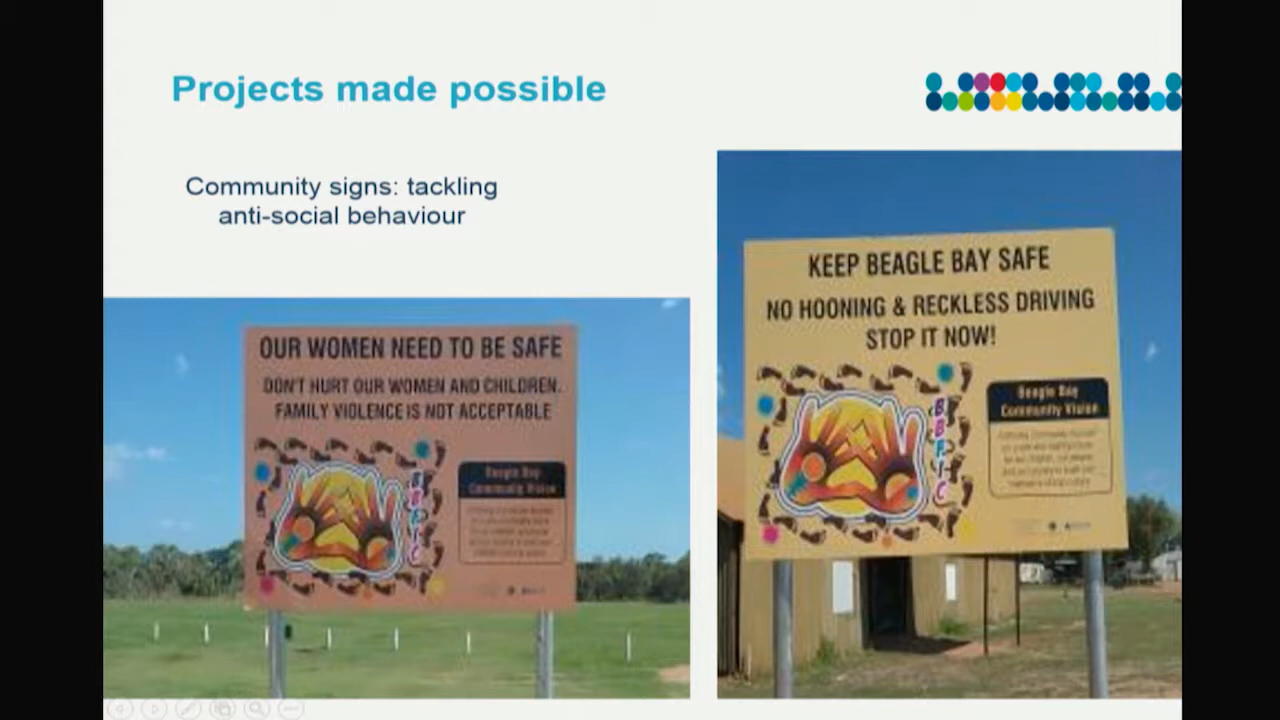 Projects made possible
Community signs: tackling
anti-social behaviour
OUR WOMEN NEED TO BE SAFE
DON'T HURT OUR WOMEN AND CHILDREN.
FAMILY VIOLENCE IS NOT ACCEPTABLE
Beagle Bay
Community Vision
BBFIC
KEEP BEAGLE BAY SAFE
NO HOONING & RECKLESS DRIVING
STOP IT NOW!
Beagle Bay
Community Vision
BBFIC